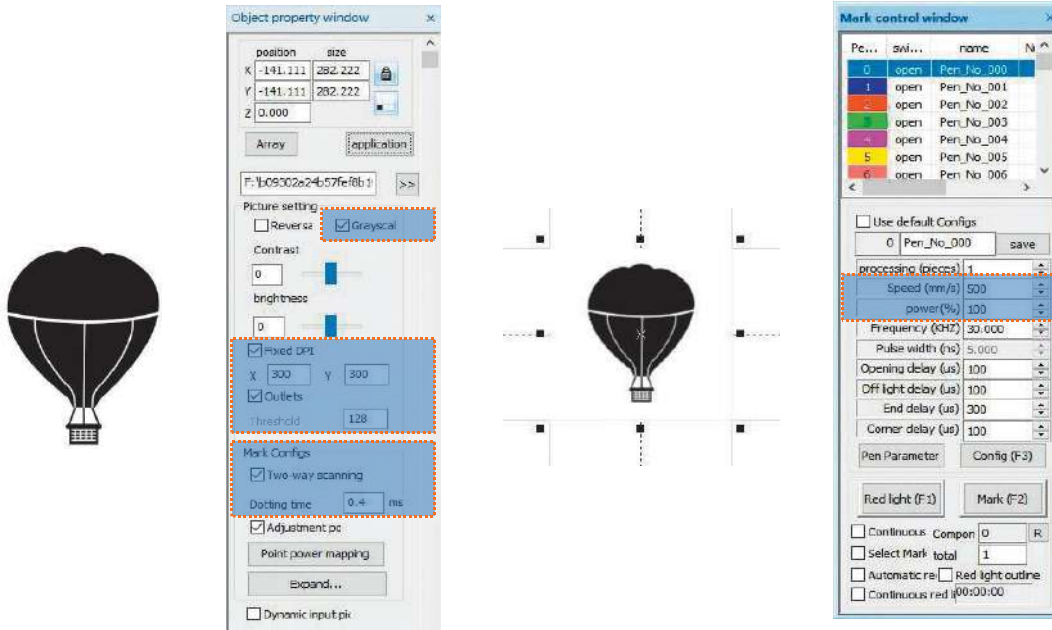 Object property window
position size
X -141.111 282.222
Y -141.111 282.222
Z 0.000
Array application
>>
Picture setting
Reversa Grayscal
Contrast
0
brightness
0
Fixed DPI
X 300 Y 300
Outlets
Threshold 128
Mark Configs
Two-way scanning
Dotting time 0.4 ms
Adjustment pc
Point power mapping
Expand...
Dynamic input pic
Mark control window
Pe... swi... name
0 open Pen_No_000
1 open Pen_No_001
2 open Pen_No_002
3 open Pen_No_003
4 open Pen_No_004
5 open Pen_No_005
6 open Pen_No_006
Use default Configs
0 Pen_No_000 save
processing (pieces) 1
Speed (mm/s) 500
power(%) 100
Frequency (KHZ) 30.000
Pulse width (ns) 5.000
Opening delay (us) 100
Off light delay (us) 100
End delay (us) 300
Corner delay (us) 100
Pen Parameter Config (F3)
Red light (F1) Mark (F2)
Continuous Compon 0 R
Select Mark total 1
Automatic re Red light outline
Continuous red li 00:00:00